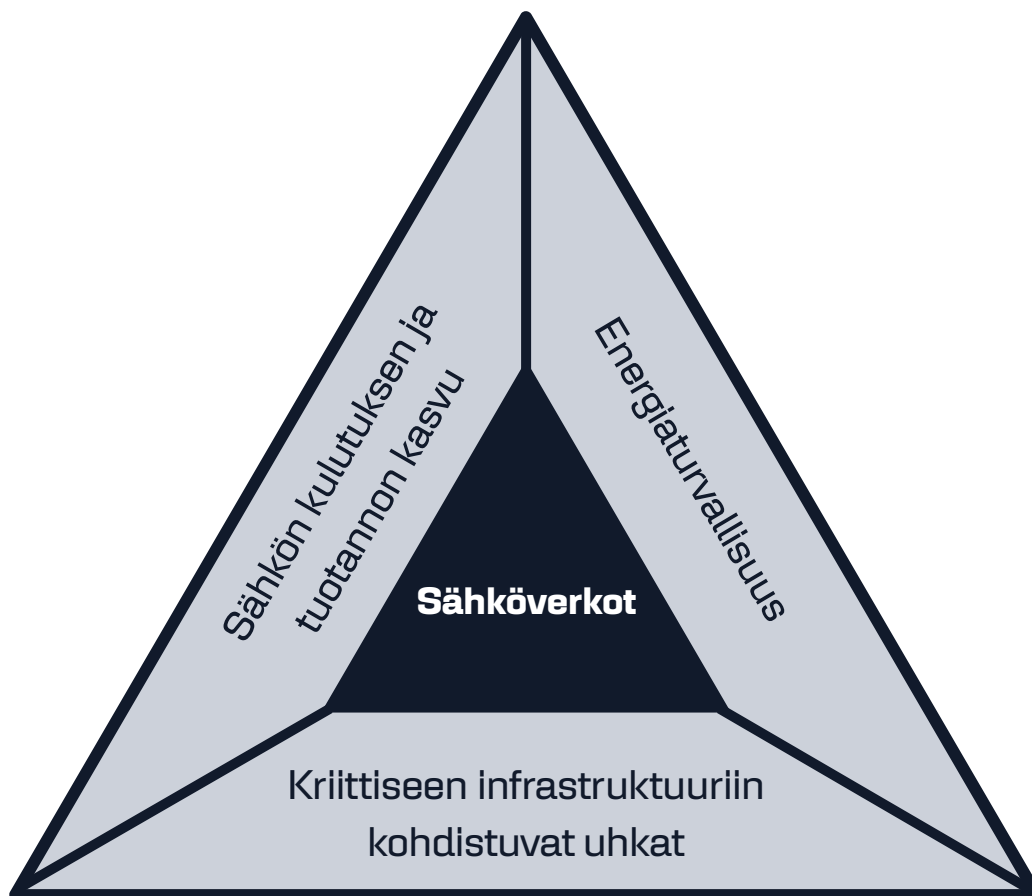 Sähkön kulutuksen ja
tuotannon kasvu
Energiaturvallisuus
Sähköverkot
Kriittiseen infrastruktuuriin
kohdistuvat uhkat